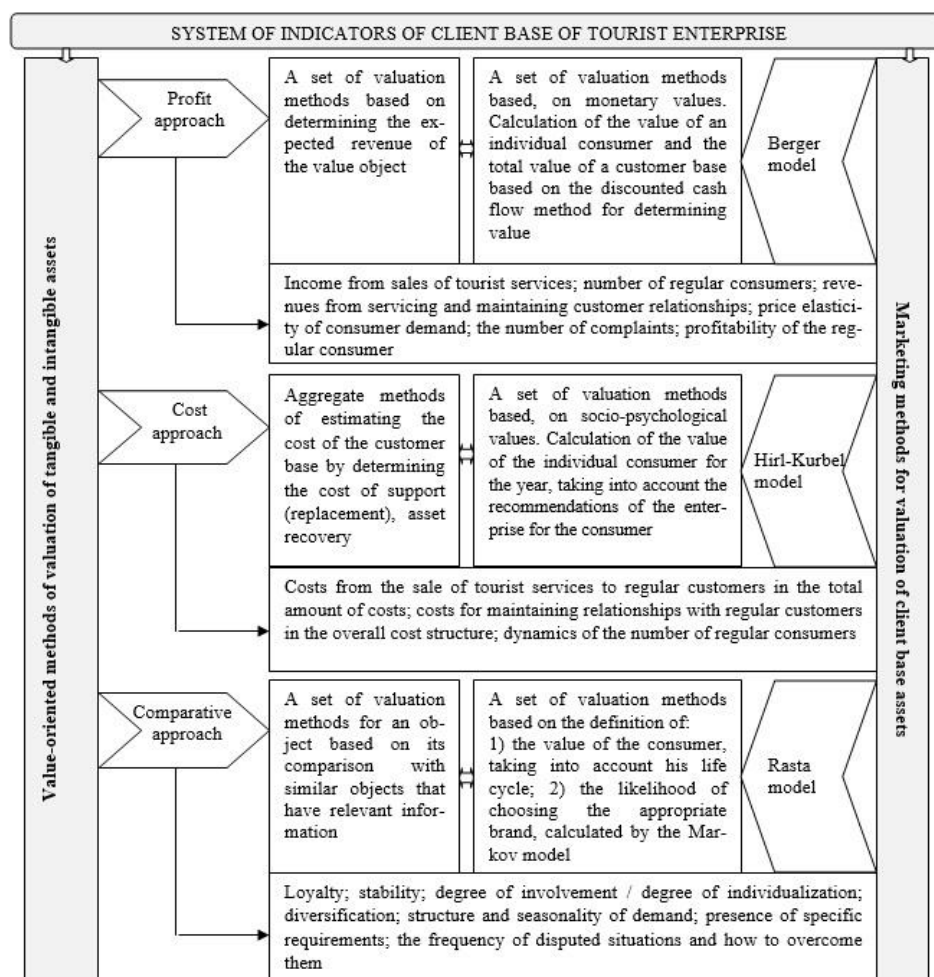 SYSTEM OF INDICATORS OF CLIENT BASE OF TOURIST ENTERPRISE
Value-oriented methods of valuation of tangible and intangible assets
Profit
approach
A set of valuation
methods based on
determining the ex-
pected revenue of
the value object
A set of valuation methods
based, on monetary values.
Calculation of the value of an
individual consumer and the
total value of a customer base
based on the discounted cash
flow method for determining
value
Berger
model
Income from sales of tourist services; number of regular consumers; reve-
nues from servicing and maintaining customer relationships; price elastici-
ty of consumer demand; the number of complaints; profitability of the reg-
ular consumer
Cost
approach
Aggregate methods
of estimating the
cost of the customer
base by determining
the cost of support
(replacement), asset
recovery
A set of valuation methods
based, on socio-psychological
values. Calculation of the value
of the individual consumer for
the year, taking into account the
recommendations of the enter-
prise for the consumer
Hirl-Kurbel
model
Costs from the sale of tourist services to regular customers in the total
amount of costs; costs for maintaining relationships with regular customers
in the overall cost structure; dynamics of the number of regular consumers
Comparative
approach
A set of valuation
methods for an ob-
ject based on its
comparison with
similar objects that
have relevant infor-
mation
A set of valuation methods
based on the definition of:
1) the value of the consumer,
taking into account his life
cycle; 2) the likelihood of
choosing the appropriate
brand, calculated by the Mar-
kov model
Rasta
model
Loyalty; stability; degree of involvement / degree of individualization;
diversification; structure and seasonality of demand; presence of specific
requirements; the frequency of disputed situations and how to overcome
them
Marketing methods for valuation of client base assets